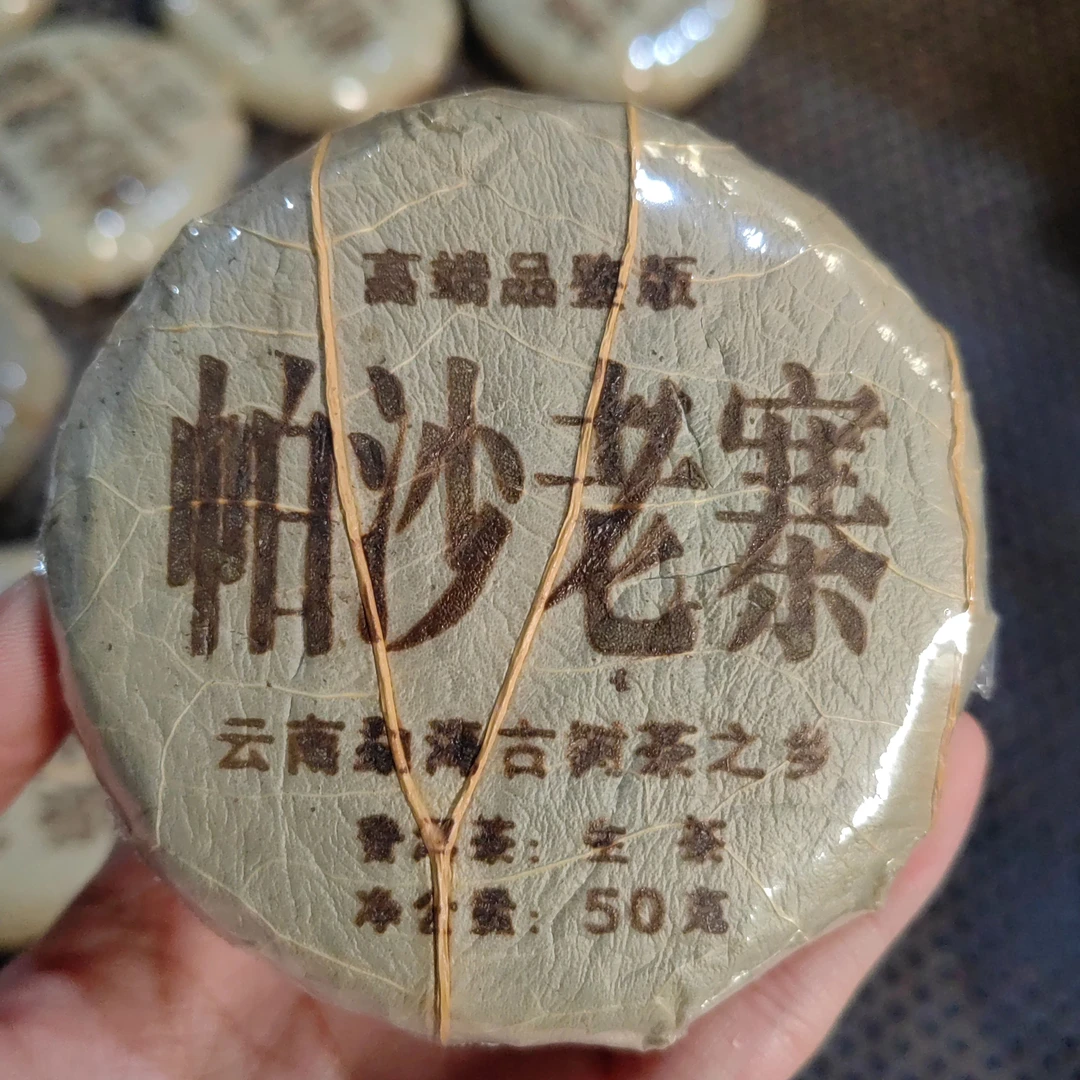 高端品鉴版
帕沙老寨
云南勐海古树茶之乡
普洱茶：生 茶
净含量：50克